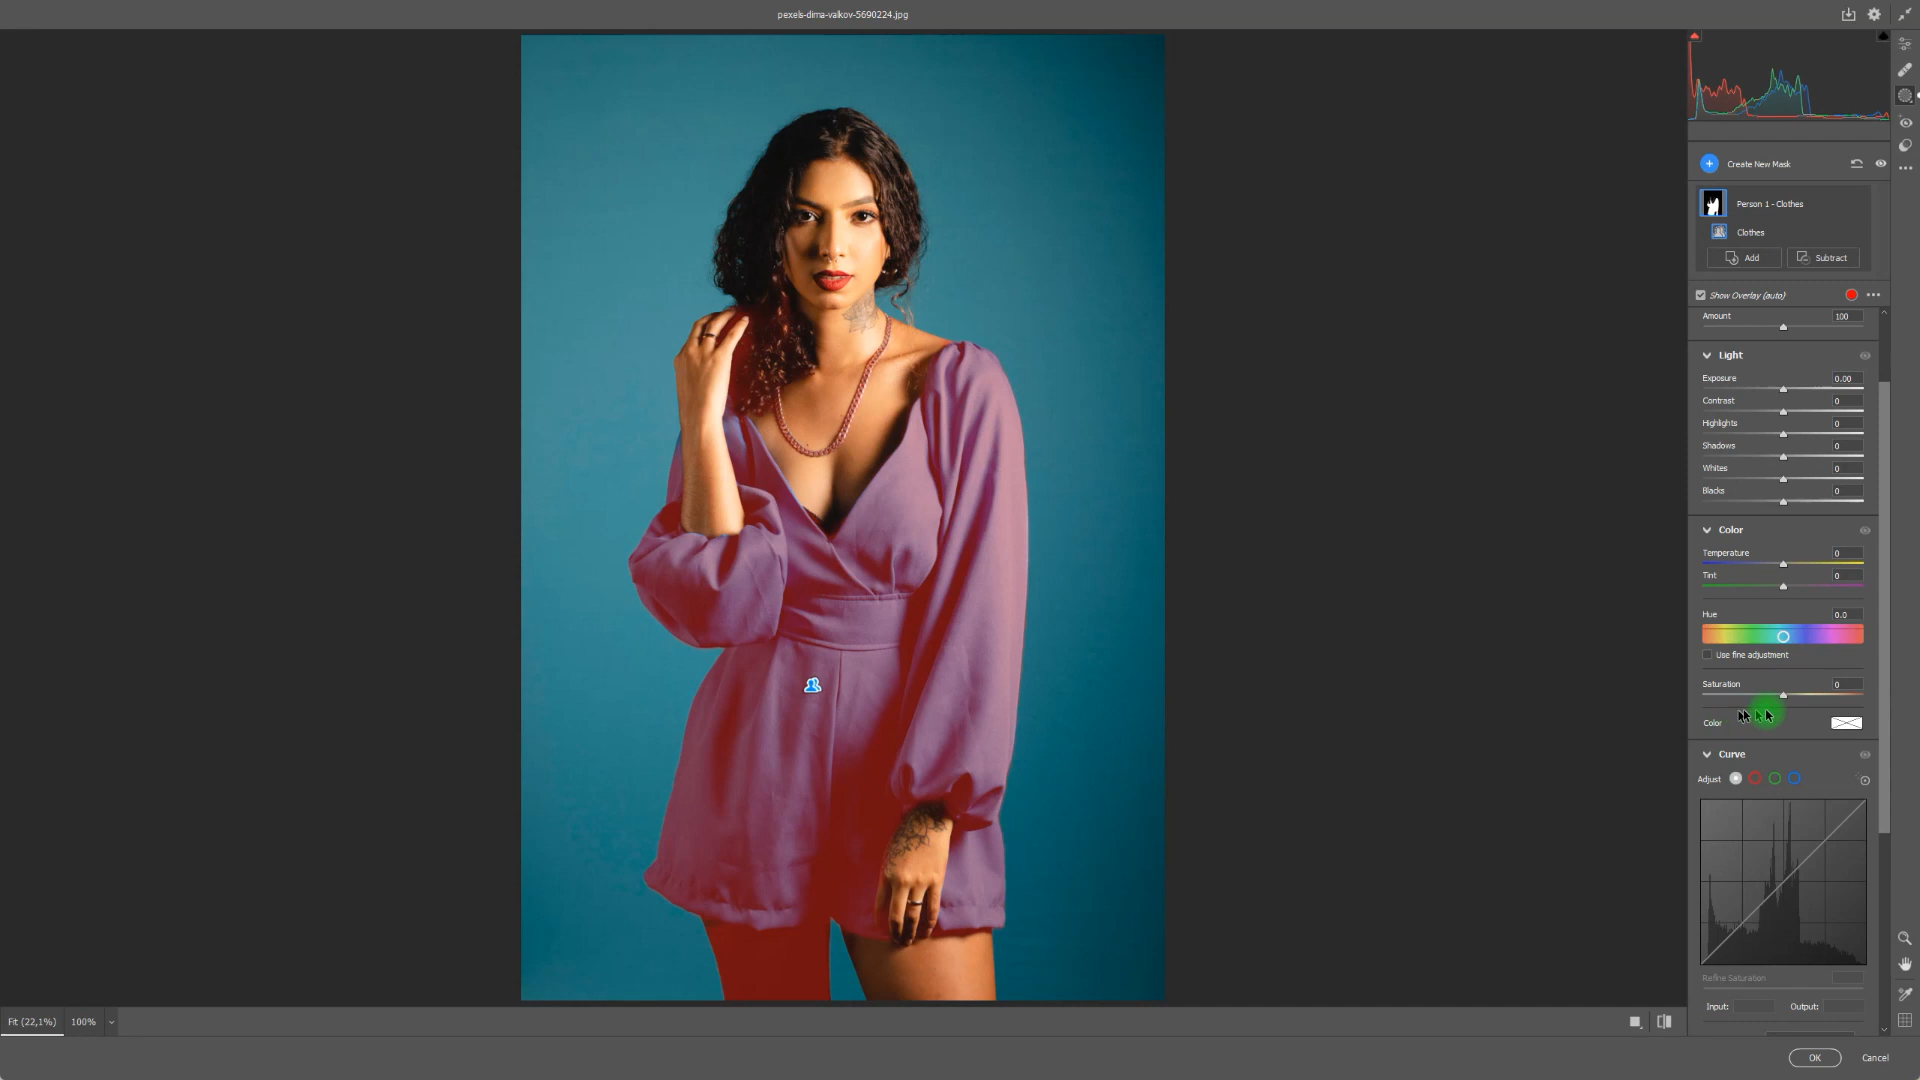 pexels-dima-valkov-5690224.jpg
Create New Mask
Person 1 - Clothes
Clothes
Add
Subtract
Show Overlay (auto)
Amount 100
Light
Exposure 0.00
Contrast 0
Highlights 0
Shadows 0
Whites 0
Blacks 0
Color
Temperature 0
Tint 0
Hue 0.0
Use fine adjustment
Saturation 0
Color
Curve
Adjust
Refine Saturation
Input: Output:
Fit (22,1%) 100%
OK Cancel